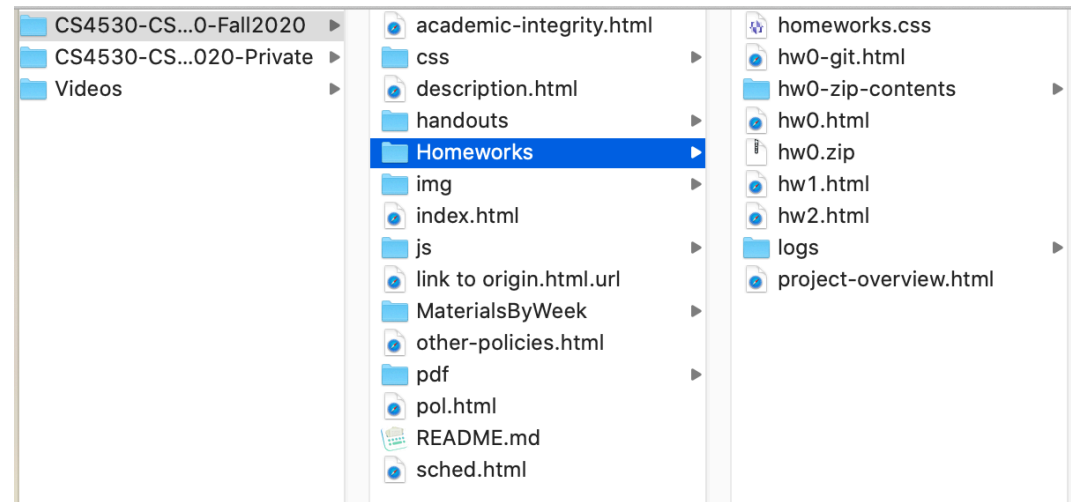 CS4530-CS...0-Fall2020
CS4530-CS...020-Private
Videos
academic-integrity.html
css
description.html
handouts
Homeworks
img
index.html
js
link to origin.html.url
MaterialsByWeek
other-policies.html
pdf
pol.html
README.md
sched.html
homeworks.css
hw0-git.html
hw0-zip-contents
hw0.html
hw0.zip
hw1.html
hw2.html
logs
project-overview.html